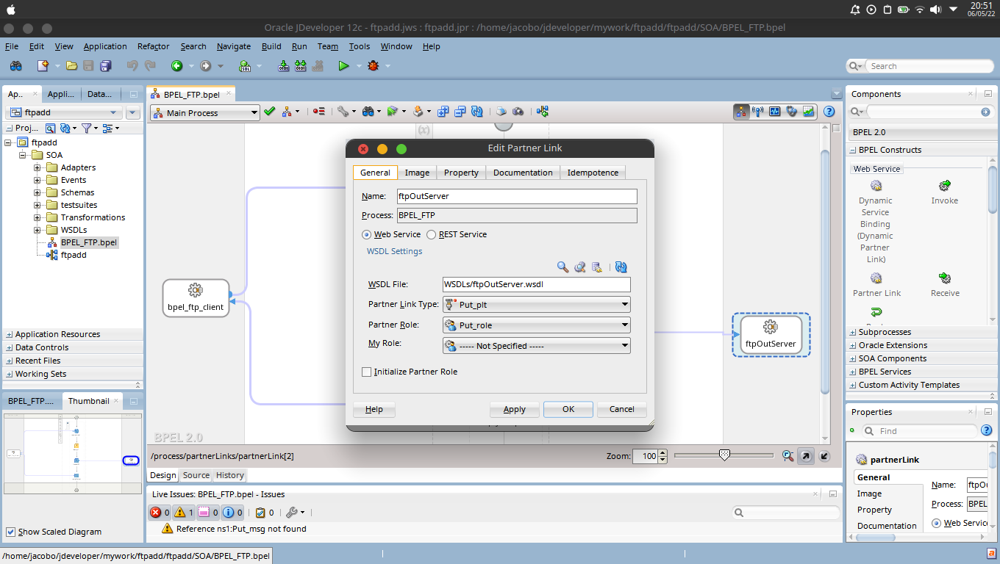 20:51
06/05/22
Oracle JDeveloper 12c - ftpadd.jws : ftpadd.jpr : /home/jacobo/jdeveloper/mywork/ftpadd/ftpadd/SOA/BPEL_FTP.bpel
File Edit View Application Refactor Search Navigate Build Run Team Tools Window Help
Search
Ap..
Appli...
Data...
ftpadd
Proj...
ftpadd
SOA
Adapters
Events
Schemas
testsuites
Transformations
WSDLs
BPEL_FTP.bpel
ftpadd
Application Resources
Data Controls
Recent Files
Working Sets
BPEL_FTP....
Thumbnail
Show Scaled Diagram
BPEL_FTP.bpel
Main Process
(x)
bpel_ftp_client
ftpOutServer
BPEL 2.0
Edit Partner Link
General Image Property Documentation Idempotence
Name: ftpOutServer
Process: BPEL_FTP
Web Service REST Service
WSDL Settings
WSDL File: WSDLs/ftpOutServer.wsdl
Partner Link Type: Put_plt
Partner Role: Put_role
My Role: ----- Not Specified -----
Initialize Partner Role
Help Apply OK Cancel
/process/partnerLinks/partnerLink[2]
Zoom: 100
Design Source History
Live Issues: BPEL_FTP.bpel - Issues
0 1 0 0 0
Reference ns1:Put_msg not found
Components
BPEL 2.0
BPEL Constructs
Web Service
Dynamic
Service
Binding
(Dynamic
Partner
Link)
Invoke
Partner Link
Receive
Subprocesses
Oracle Extensions
SOA Components
BPEL Services
Custom Activity Templates
Properties
Find
partnerLink
General
Image
Property
Documentation
Name: ftpOu
Process: BPEL
Web Servic
/home/jacobo/jdeveloper/mywork/ftpadd/ftpadd/SOA/BPEL_FTP.bpel